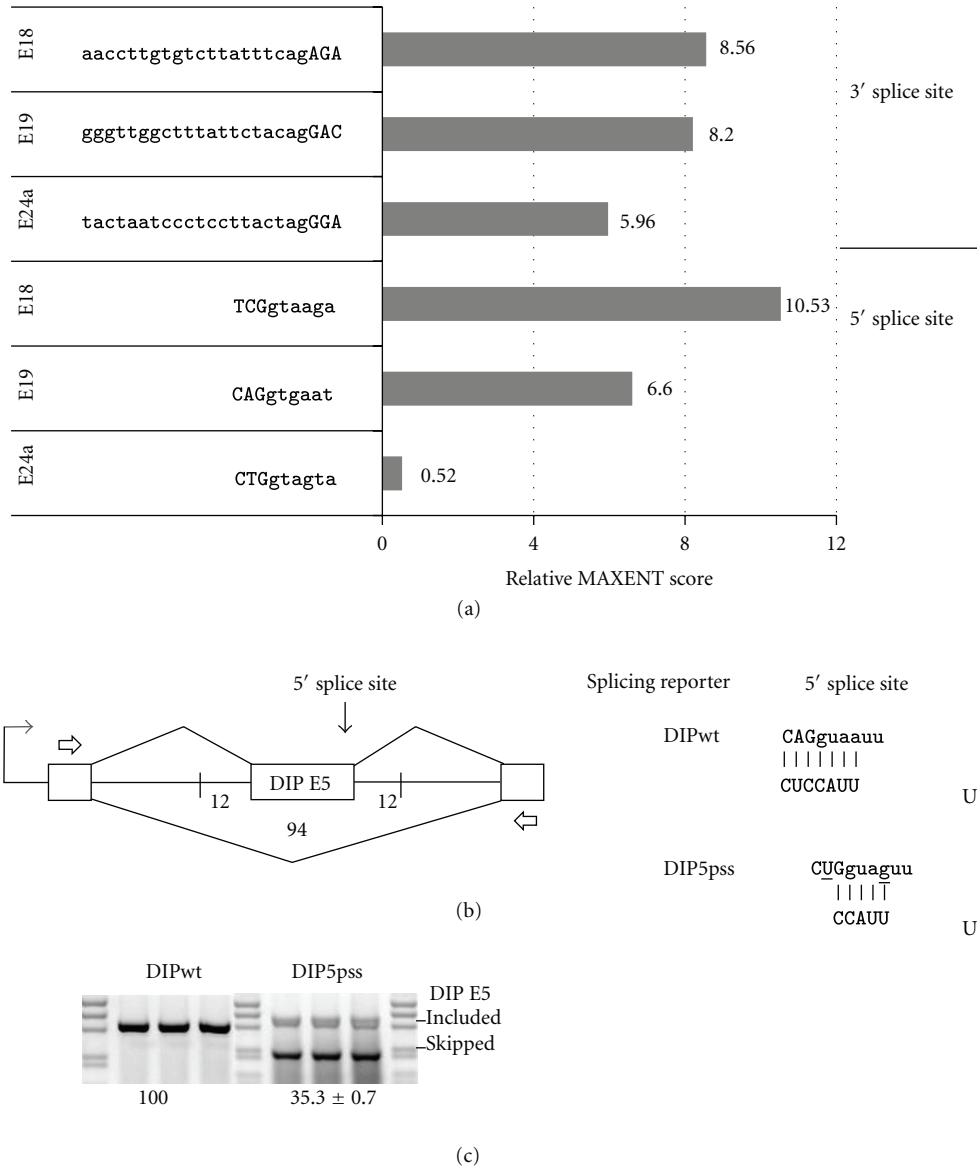 E18 aaccttgtgtcttatttcagAGA 8.56
3′ splice site
E19 gggttggctttattctacagGAC 8.2
E24a tactaatccctccttactagGGA 5.96
E18 TCGgtaaga 10.53
5′ splice site
E19 CAGgtgaat 6.6
E24a CTGgtagta 0.52
0 4 8 12
Relative MAXENT score
(a)
5′ splice site
DIP E5
12 12
94
(b)
Splicing reporter 5′ splice site
DIPwt CAGguaauu
CUCCAUU U
DIP5pss CUGguaguu
CCAUU U
DIPwt DIP5pss
DIP E5
Included
Skipped
100 35.3 ± 0.7
(c)